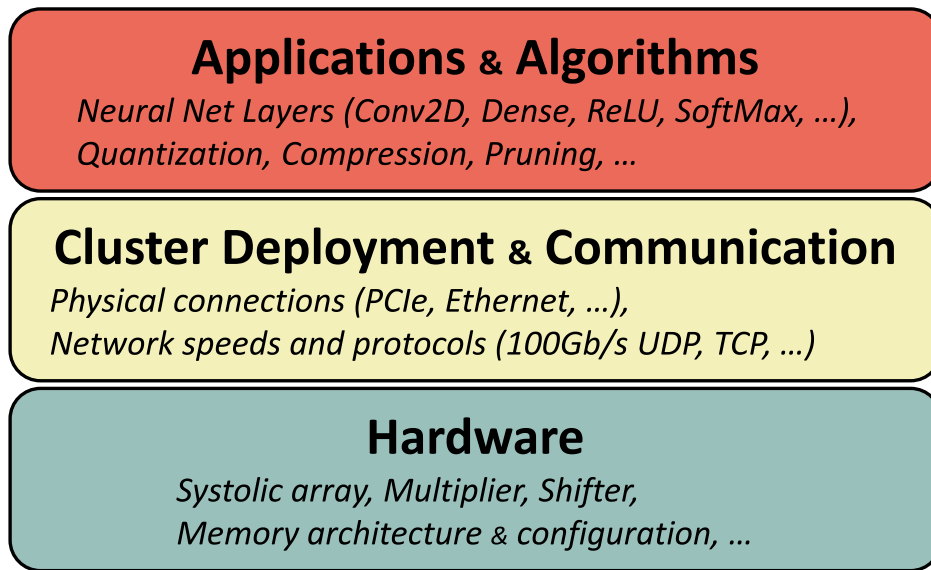 Applications & Algorithms
Neural Net Layers (Conv2D, Dense, ReLU, SoftMax, …),
Quantization, Compression, Pruning, …
Cluster Deployment & Communication
Physical connections (PCIe, Ethernet, …),
Network speeds and protocols (100Gb/s UDP, TCP, …)
Hardware
Systolic array, Multiplier, Shifter,
Memory architecture & configuration, …